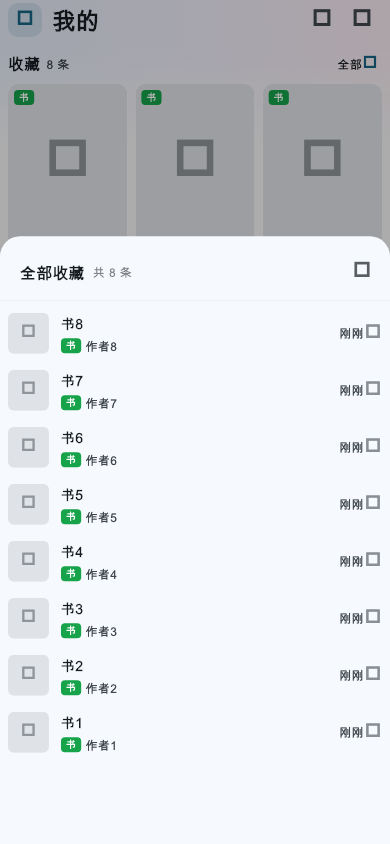 我的
收藏 8 条
全部
书 书 书
全部收藏 共 8 条
书8
书 作者8
刚刚
书7
书 作者7
刚刚
书6
书 作者6
刚刚
书5
书 作者5
刚刚
书4
书 作者4
刚刚
书3
书 作者3
刚刚
书2
书 作者2
刚刚
书1
书 作者1
刚刚